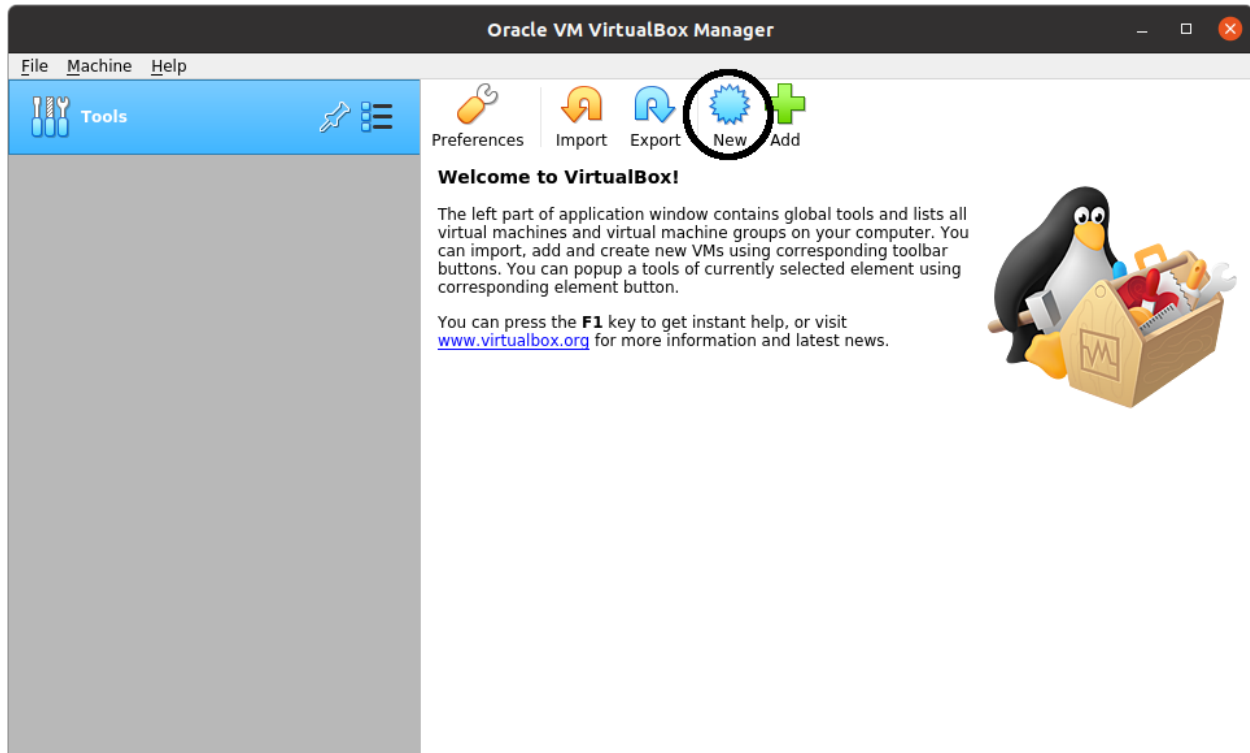 Oracle VM VirtualBox Manager
File Machine Help
Tools
Preferences Import Export New Add
Welcome to VirtualBox!
The left part of application window contains global tools and lists all
virtual machines and virtual machine groups on your computer. You
can import, add and create new VMs using corresponding toolbar
buttons. You can popup a tools of currently selected element using
corresponding element button.
You can press the F1 key to get instant help, or visit
www.virtualbox.org for more information and latest news.